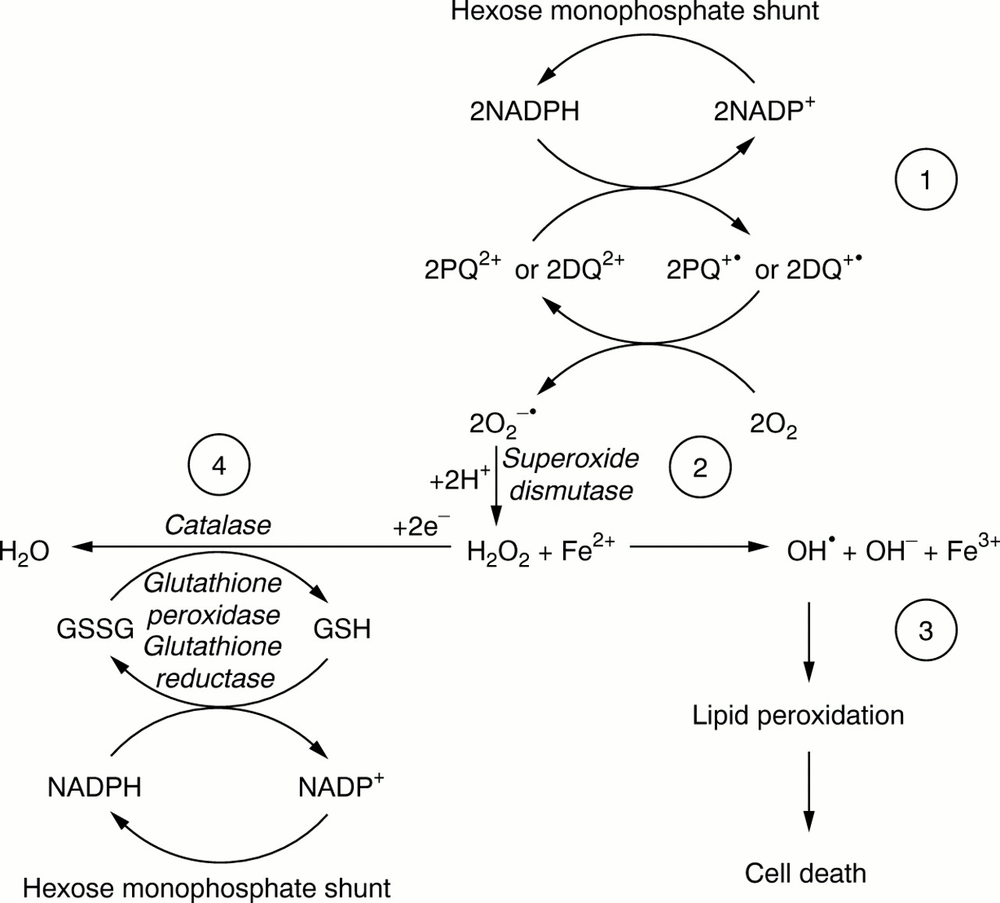 Hexose monophosphate shunt
2NADPH 2NADP⁺
1
2PQ²⁺ or 2DQ²⁺ 2PQ⁺• or 2DQ⁺•
2O₂⁻• 2O₂
4
+2H⁺ Superoxide
dismutase
2
Catalase +2e⁻
H₂O H₂O₂ + Fe²⁺ OH• + OH⁻ + Fe³⁺
Glutathione
peroxidase
GSSG GSH
Glutathione
reductase
3
Lipid peroxidation
NADPH NADP⁺
Cell death
Hexose monophosphate shunt